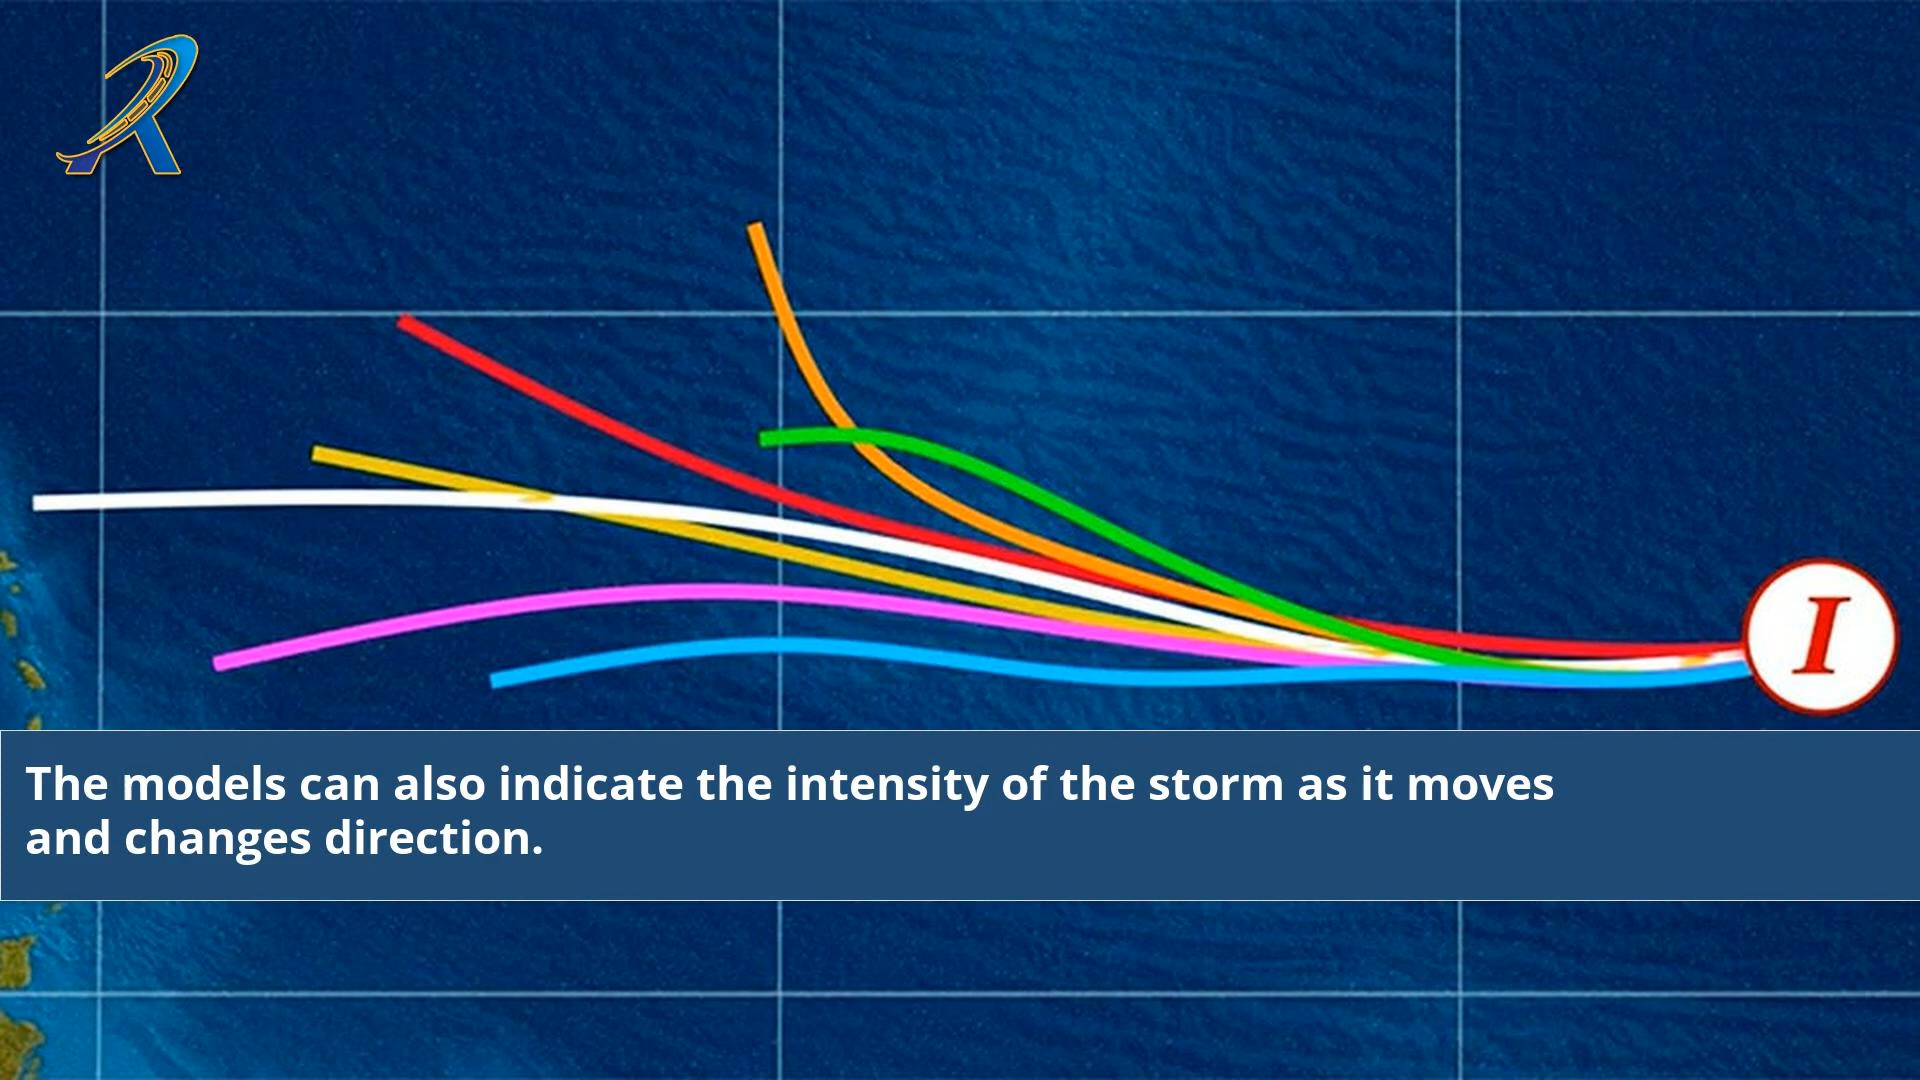 I
The models can also indicate the intensity of the storm as it moves
and changes direction.